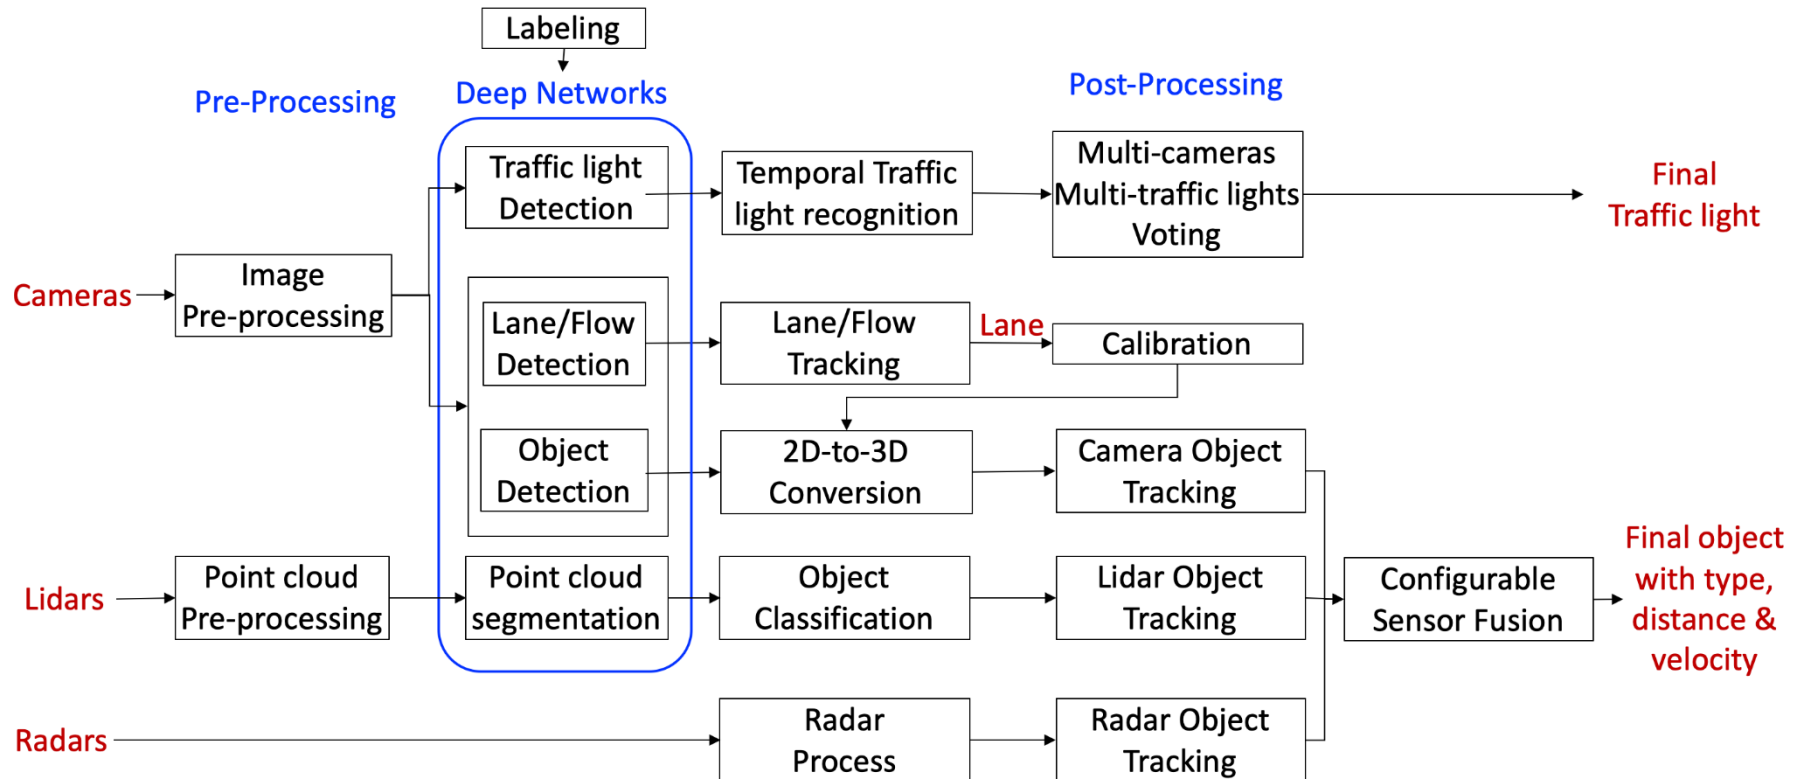 Labeling
Pre-Processing
Deep Networks
Post-Processing
Traffic light
Detection
Temporal Traffic
light recognition
Multi-cameras
Multi-traffic lights
Voting
Final
Traffic light
Cameras
Image
Pre-processing
Lane/Flow
Detection
Lane/Flow
Tracking
Lane
Calibration
Object
Detection
2D-to-3D
Conversion
Camera Object
Tracking
Lidars
Point cloud
Pre-processing
Point cloud
segmentation
Object
Classification
Lidar Object
Tracking
Configurable
Sensor Fusion
Final object
with type,
distance &
velocity
Radars
Radar
Process
Radar Object
Tracking